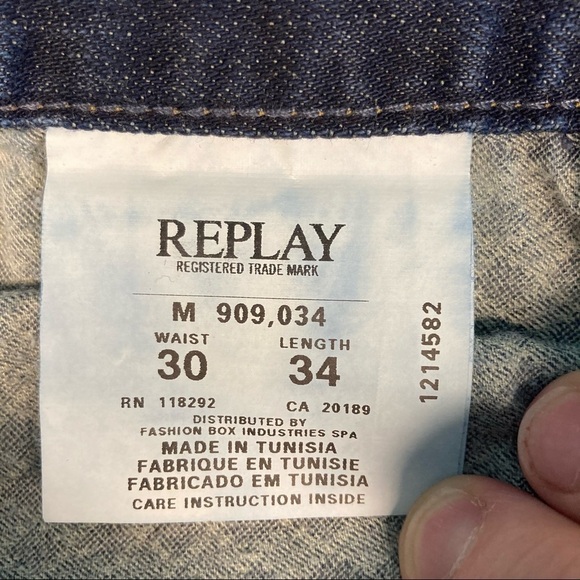 REPLAY
REGISTERED TRADE MARK
M 909,034
WAIST LENGTH
30 34
RN 118292 CA 20189
DISTRIBUTED BY
FASHION BOX INDUSTRIES SPA
MADE IN TUNISIA
FABRIQUE EN TUNISIE
FABRICADO EM TUNISIA
CARE INSTRUCTION INSIDE
1214582